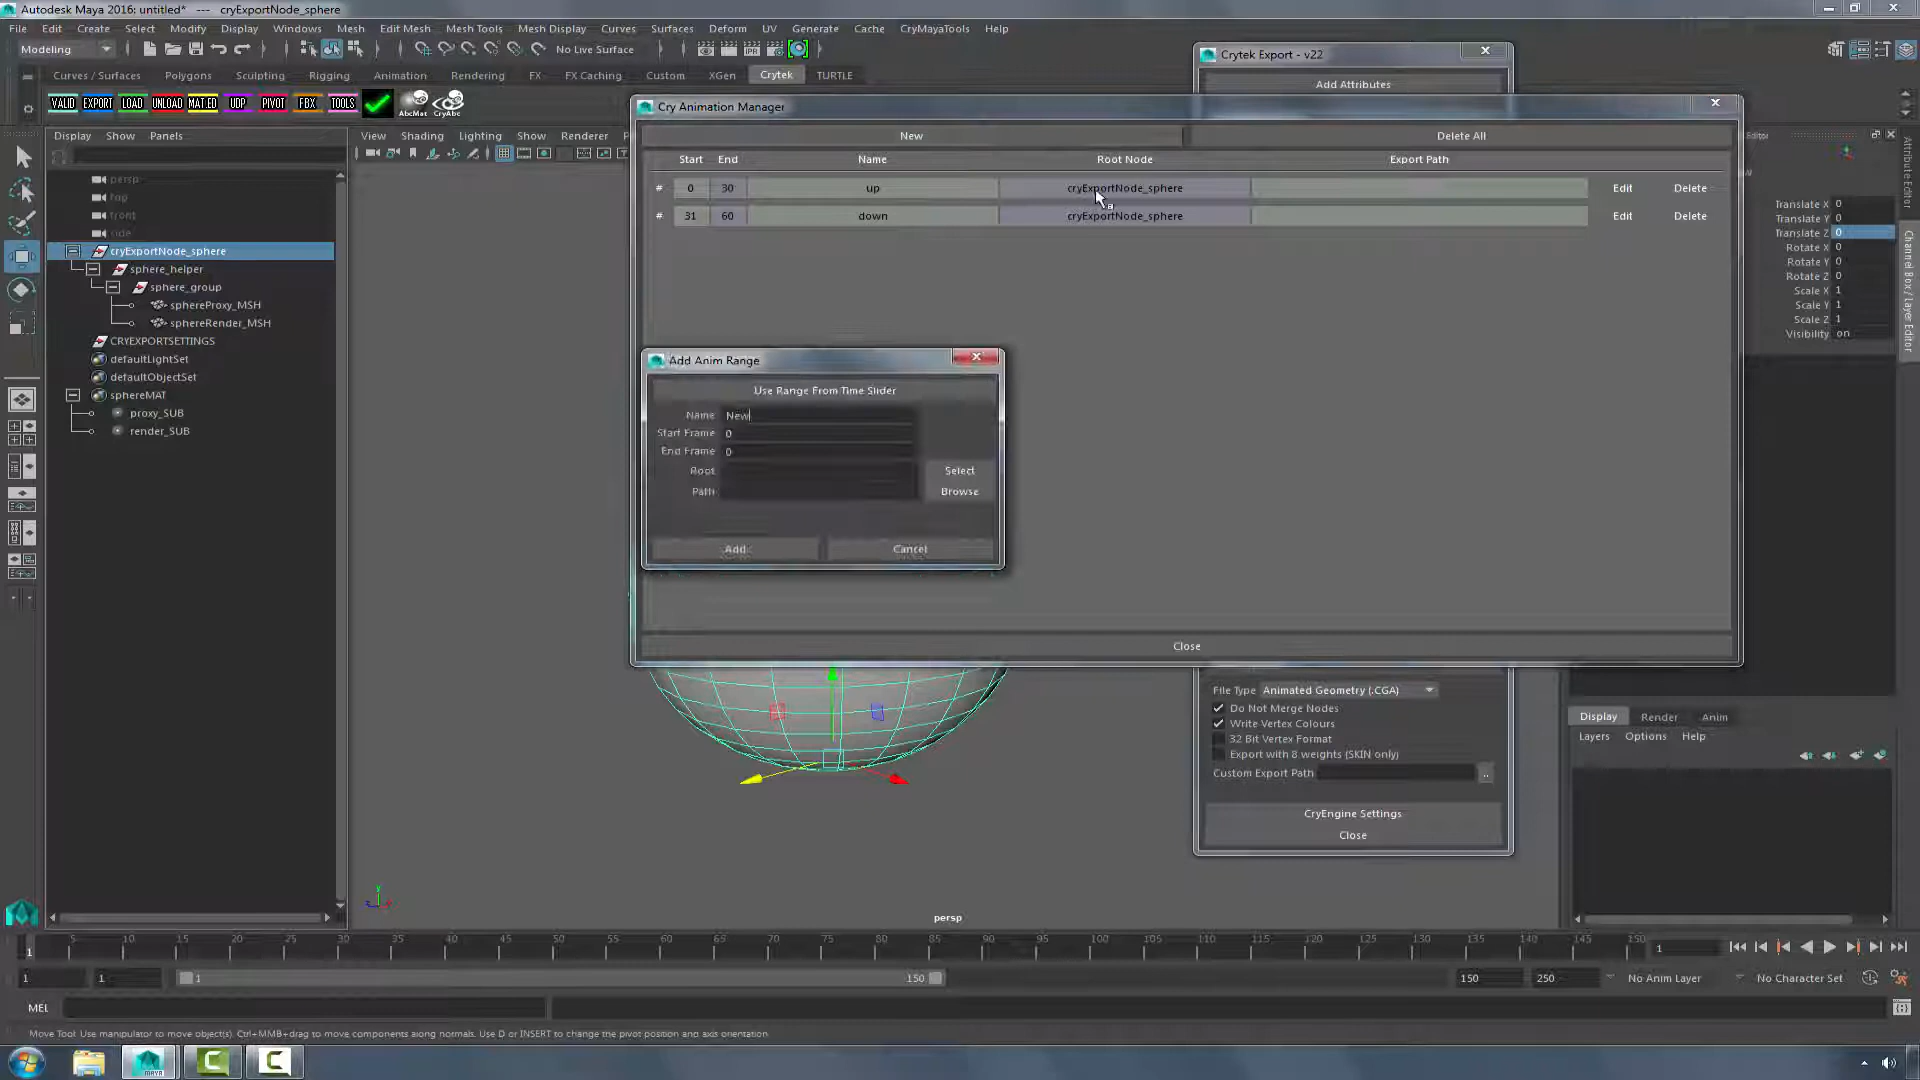 Autodesk Maya 2016: untitled* --- cryExportNode_sphere
File Edit Create Select Modify Display Windows Mesh Edit Mesh Mesh Tools Mesh Display Curves Surfaces Deform UV Generate Cache CryMayaTools Help
Modeling No Live Surface
Curves / Surfaces Polygons Sculpting Rigging Animation Rendering FX FX Caching Custom XGen Crytek TURTLE
VALID EXPORT LOAD UNLOAD MAT.ED UDP PIVOT FBX TOOLS AbcMat CryAbc
Crytek Export - v22
Add Attributes
Display Show Panels
View Shading Lighting Show Renderer
Cry Animation Manager
New Delete All
Start End Name Root Node Export Path
# 0 30 up cryExportNode_sphere Edit Delete
# 31 60 down cryExportNode_sphere Edit Delete
persp
top
front
side
cryExportNode_sphere
sphere_helper
sphere_group
sphereProxy_MSH
sphereRender_MSH
CRYEXPORTSETTINGS
defaultLightSet
defaultObjectSet
sphereMAT
proxy_SUB
render_SUB
Add Anim Range
Use Range From Time Slider
Name New
Start Frame 0
End Frame 0
Root Select
Path Browse
Add Cancel
Close
Editor
Translate X 0
Translate Y 0
Translate Z 0
Rotate X 0
Rotate Y 0
Rotate Z 0
Scale X 1
Scale Y 1
Scale Z 1
Visibility on
Attribute Editor
Channel Box / Layer Editor
File Type Animated Geometry (.CGA)
Do Not Merge Nodes
Write Vertex Colours
32 Bit Vertex Format
Export with 8 weights (SKIN only)
Custom Export Path ..
CryEngine Settings
Close
Display Render Anim
Layers Options Help
y
persp
5 10 15 20 25 30 35 40 45 50 55 60 65 70 75 80 85 90 95 100 105 110 115 120 125 130 135 140 145 150
1 1
1 1 1 150 150 250 No Anim Layer No Character Set
MEL
Move Tool: Use manipulator to move object(s). Ctrl+MMB+drag to move components along normals. Use D or INSERT to change the pivot position and axis orientation
MAYA